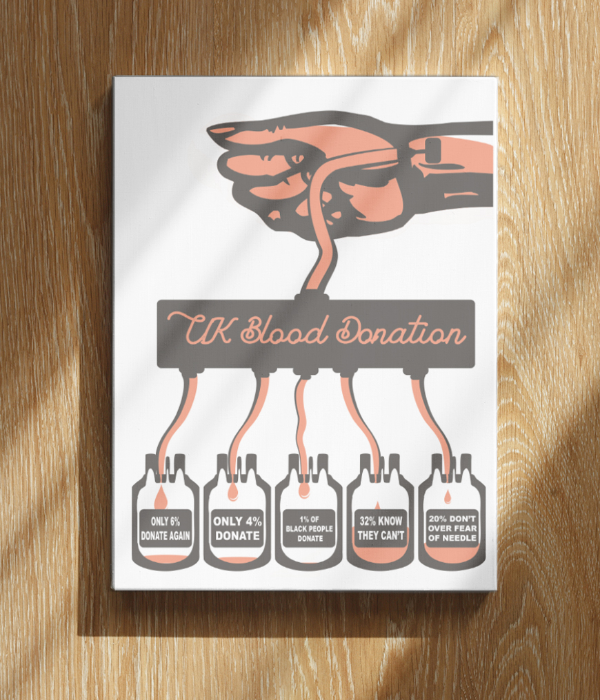 UK Blood Donation
ONLY 6%
DONATE AGAIN
ONLY 4%
DONATE
1% OF
BLACK PEOPLE
DONATE
32% KNOW
THEY CAN'T
20% DON'T
OVER FEAR
OF NEEDLE